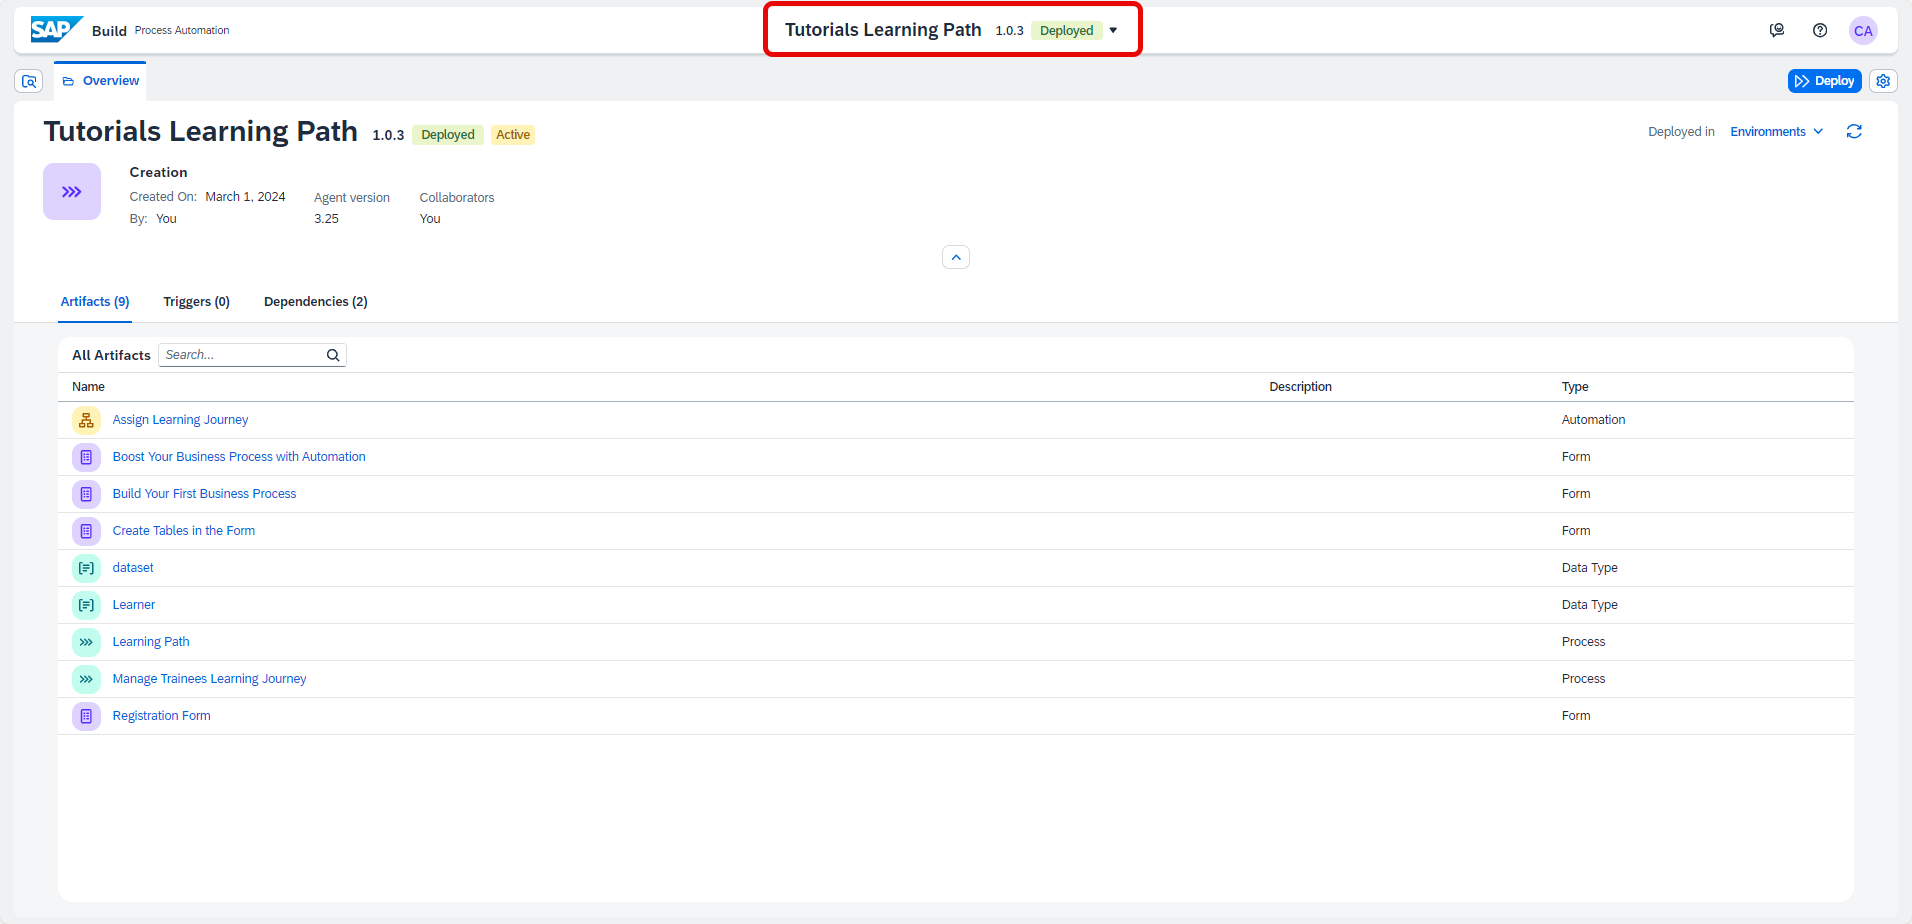 SAP Build Process Automation
Tutorials Learning Path 1.0.3 Deployed
CA
Overview
Deploy
Tutorials Learning Path 1.0.3 Deployed Active
Deployed in Environments
Creation
Created On: March 1, 2024
By: You
Agent version
3.25
Collaborators
You
Artifacts (9) Triggers (0) Dependencies (2)
All Artifacts Search...
Name Description Type
Assign Learning Journey Automation
Boost Your Business Process with Automation Form
Build Your First Business Process Form
Create Tables in the Form Form
dataset Data Type
Learner Data Type
Learning Path Process
Manage Trainees Learning Journey Process
Registration Form Form